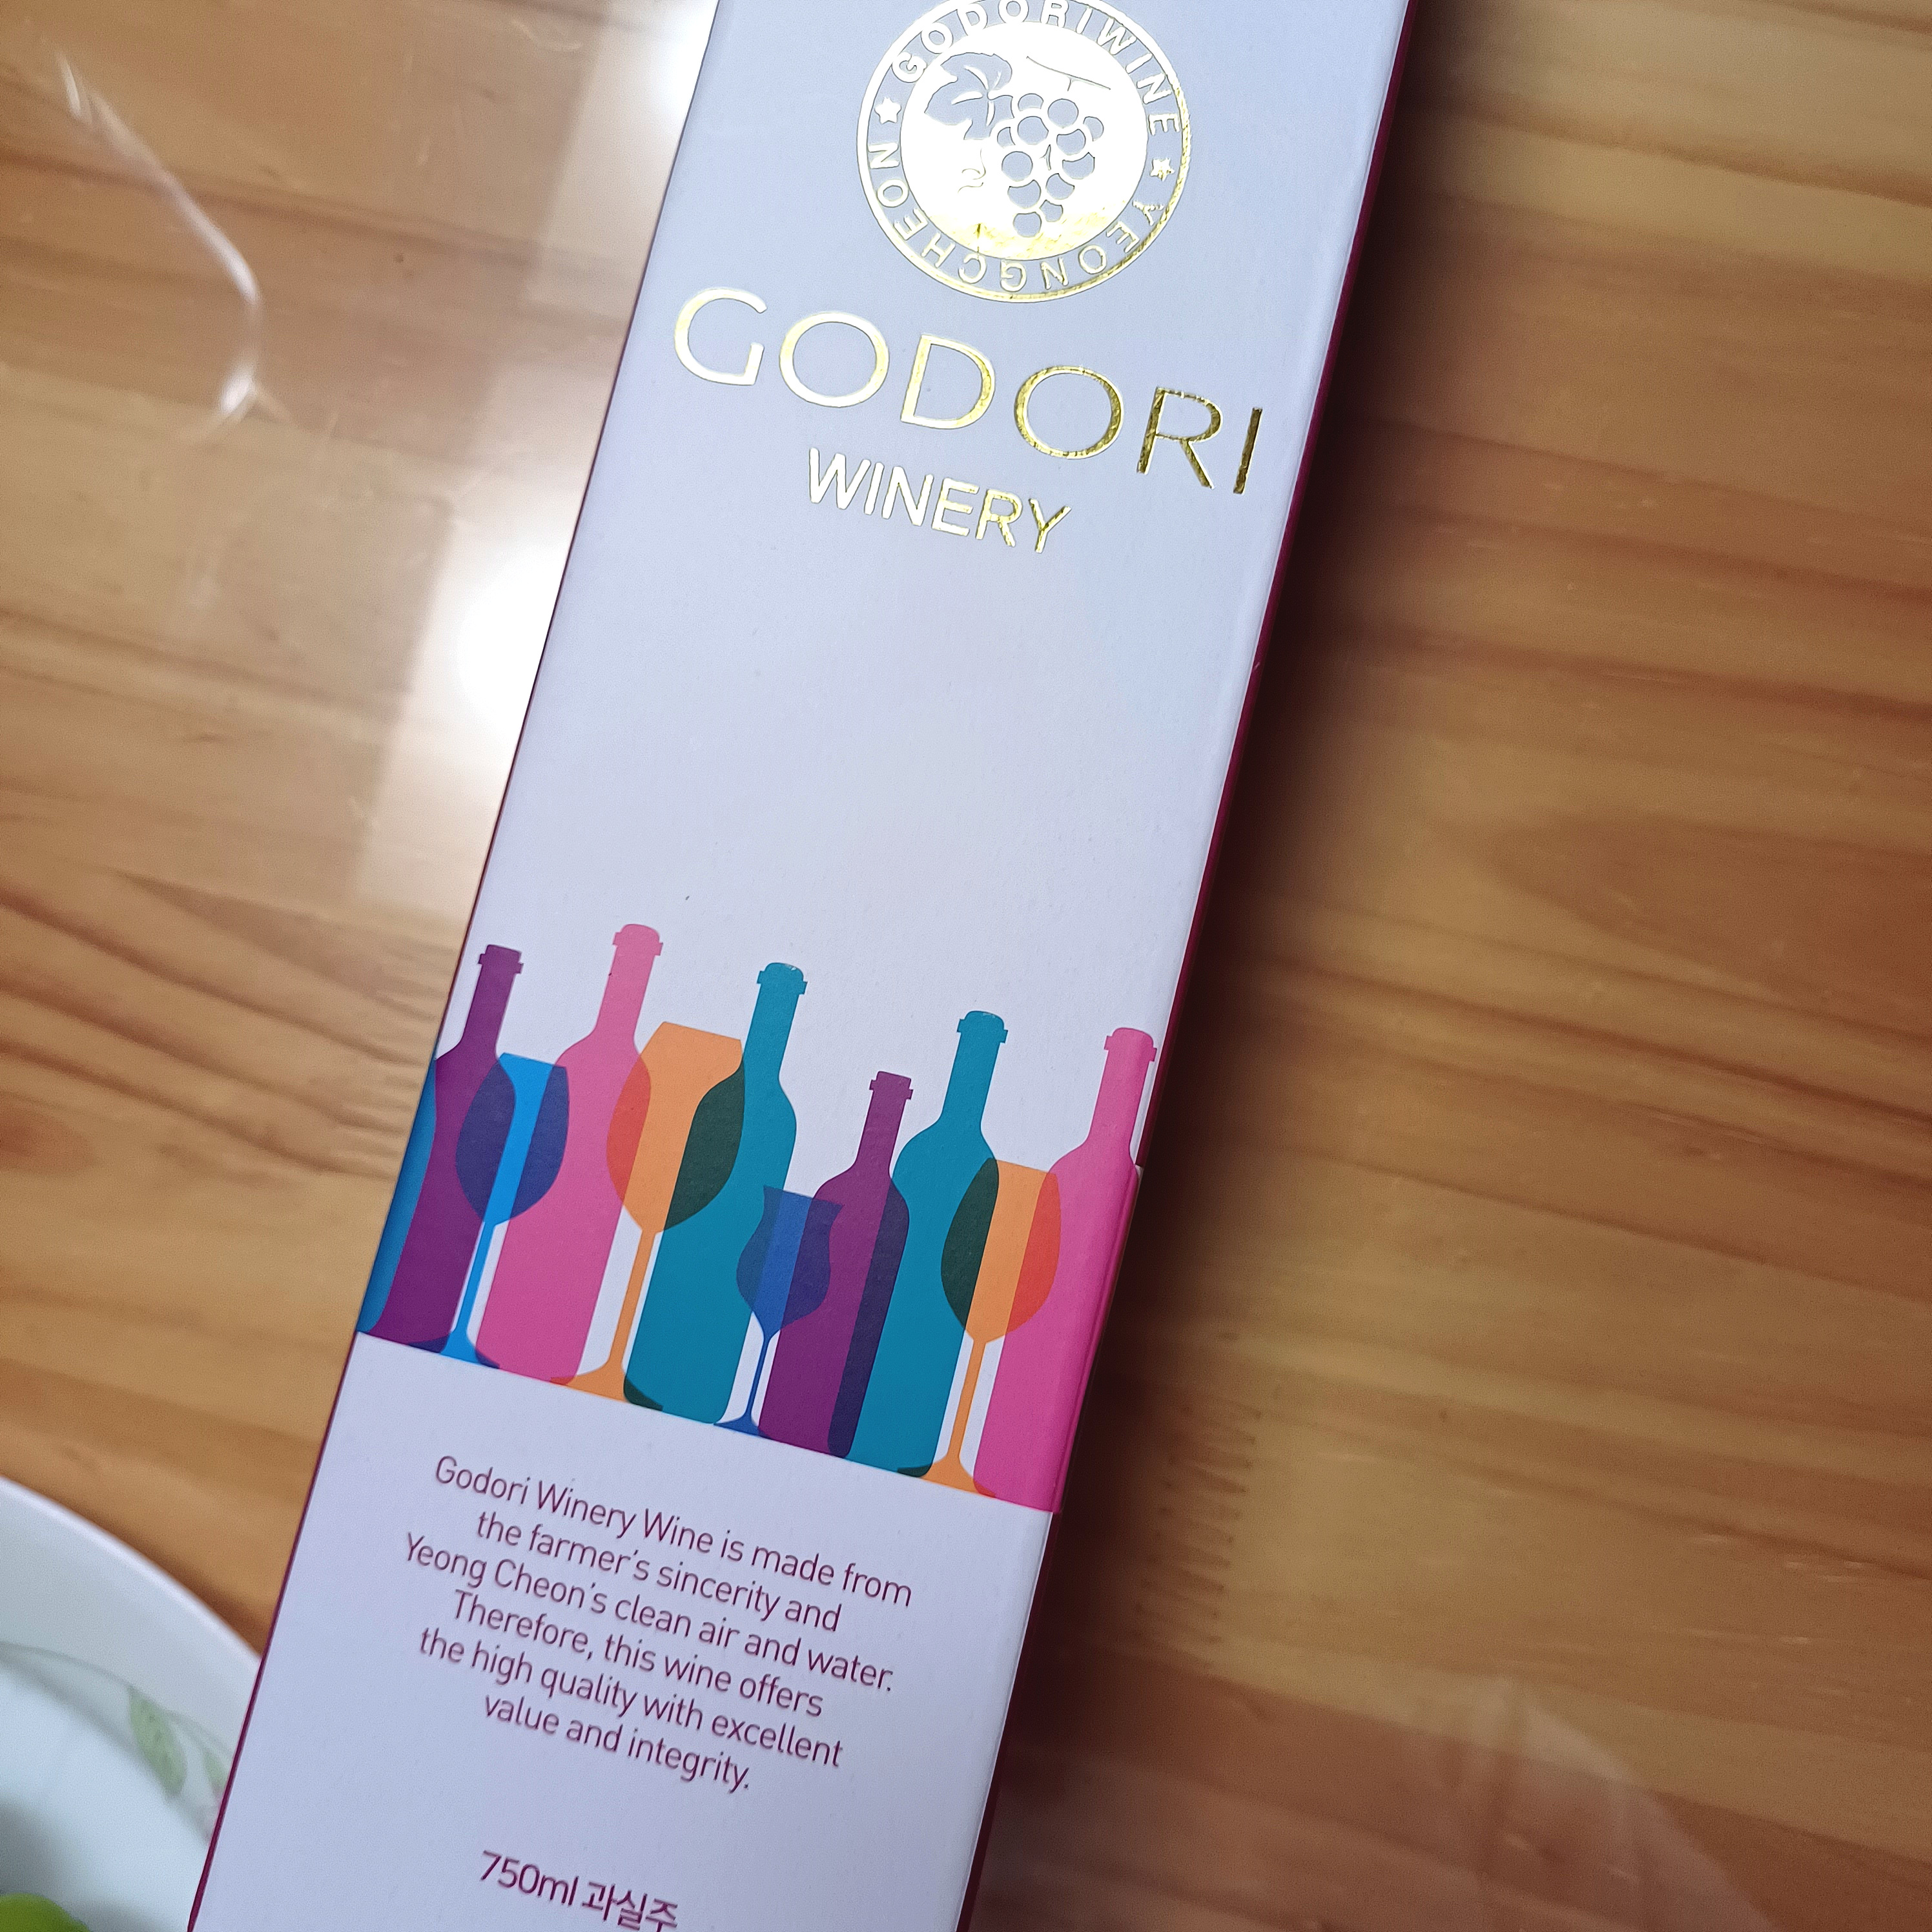 GODORIWINE ★ YEONGCHEON ★
GODORI
WINERY
Godori Winery Wine is made from
the farmer's sincerity and
Yeong Cheon's clean air and water.
Therefore, this wine offers
the high quality with excellent
value and integrity.
750ml 과실주